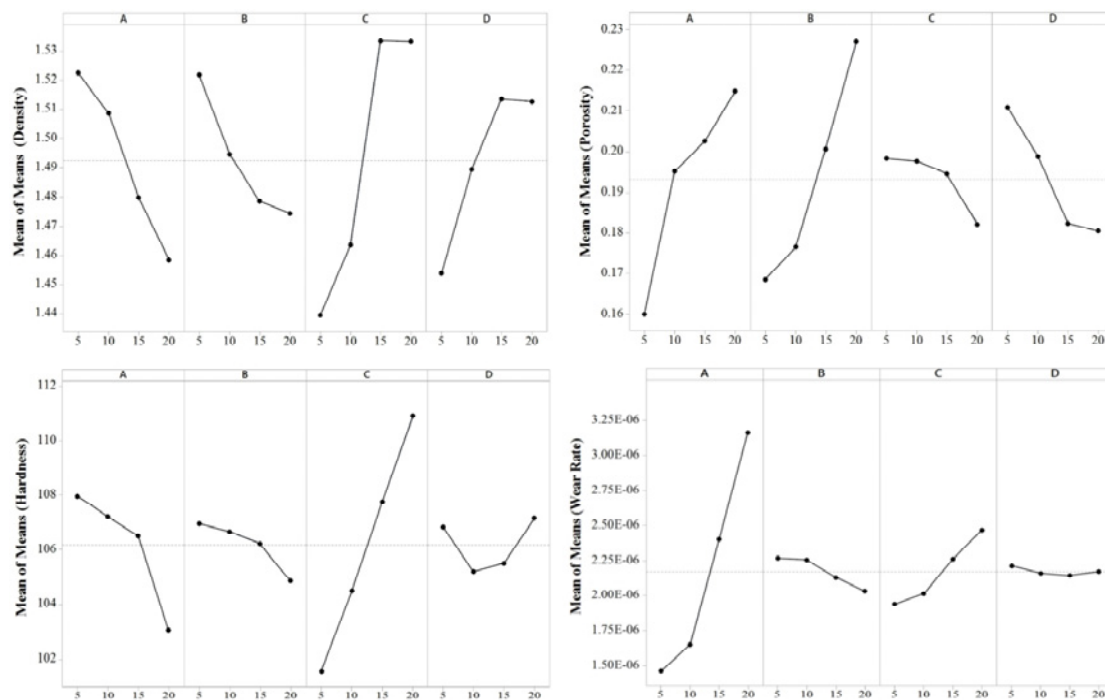 A B C D
Mean of Means (Density)
1.53
1.52
1.51
1.50
1.49
1.48
1.47
1.46
1.45
1.44
5 10 15 20 5 10 15 20 5 10 15 20 5 10 15 20
A B C D
Mean of Means (Porosity)
0.23
0.22
0.21
0.20
0.19
0.18
0.17
0.16
5 10 15 20 5 10 15 20 5 10 15 20 5 10 15 20
A B C D
Mean of Means (Hardness)
112
110
108
106
104
102
5 10 15 20 5 10 15 20 5 10 15 20 5 10 15 20
A B C D
Mean of Means (Wear Rate)
3.25E-06
3.00E-06
2.75E-06
2.50E-06
2.25E-06
2.00E-06
1.75E-06
1.50E-06
5 10 15 20 5 10 15 20 5 10 15 20 5 10 15 20